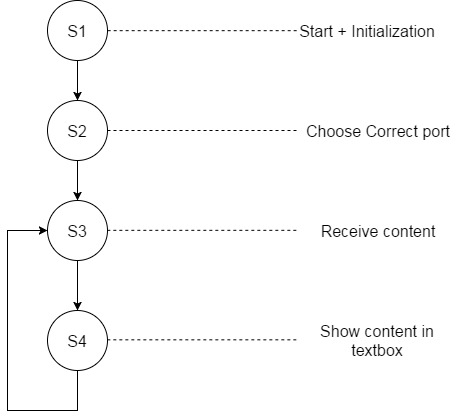 S1 Start + Initialization
S2 Choose Correct port
S3 Receive content
S4 Show content in
textbox